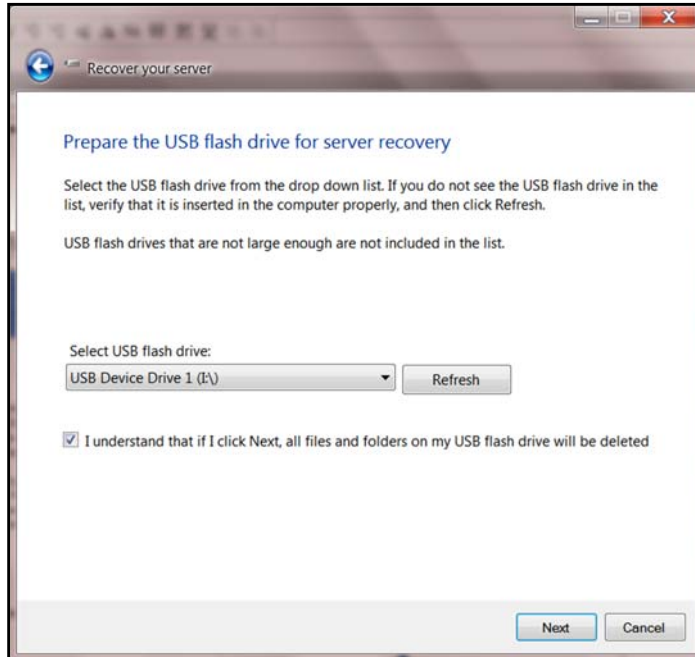 Recover your server
Prepare the USB flash drive for server recovery
Select the USB flash drive from the drop down list. If you do not see the USB flash drive in the
list, verify that it is inserted in the computer properly, and then click Refresh.
USB flash drives that are not large enough are not included in the list.
Select USB flash drive:
USB Device Drive 1 (I:\)
Refresh
I understand that if I click Next, all files and folders on my USB flash drive will be deleted
Next
Cancel